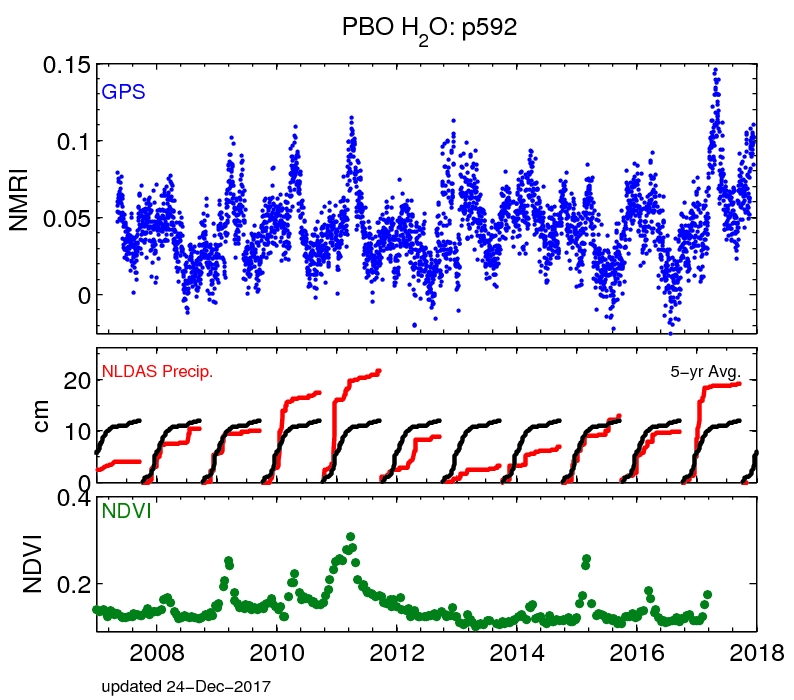 PBO H2O: p592
0.15
GPS
0.1
NMRI
0.05
0
NLDAS Precip.
5-yr Avg.
20
cm
10
0
0.4
NDVI
NDVI
0.2
2008 2010 2012 2014 2016 2018
updated 24-Dec-2017